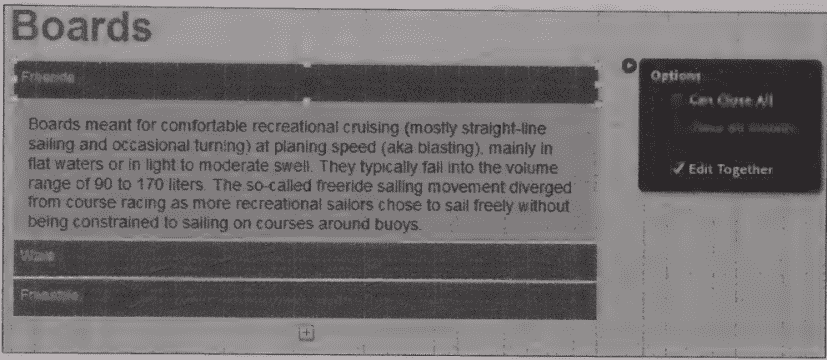 Boards
Freeride
Options
Can Close All
Boards meant for comfortable recreational cruising (mostly straight-line
sailing and occasional turning) at planing speed (aka blasting), mainly in
flat waters or in light to moderate swell. They typically fall into the volume
range of 90 to 170 liters. The so-called freeride sailing movement diverged
from course racing as more recreational sailors chose to sail freely without
being constrained to sailing on courses around buoys.
Edit Together
Wave
Freestyle